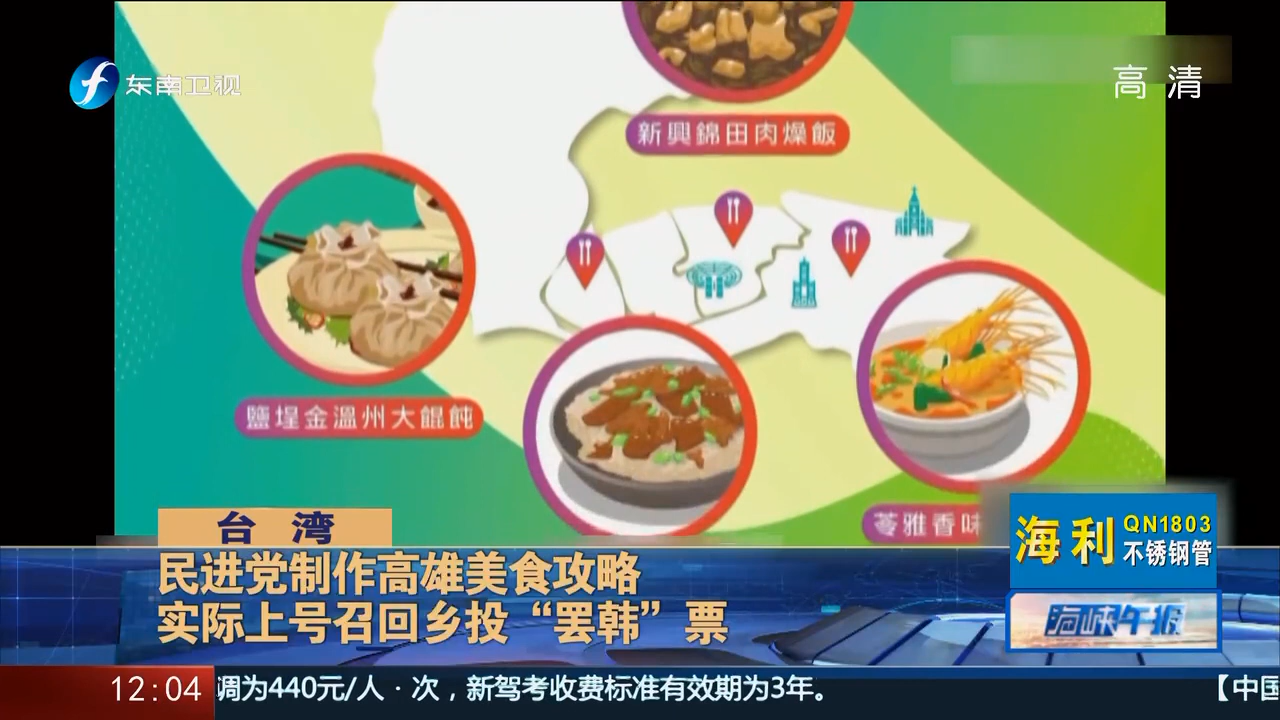 东南卫视
高清
新興錦田肉燥飯
鹽埕金溫州大餛飩
苓雅香味
台湾
民进党制作高雄美食攻略
实际上号召回乡投“罢韩”票
海利 QN1803 不锈钢管
海峡午报
12:04 调为440元/人·次，新驾考收费标准有效期为3年。 【中国